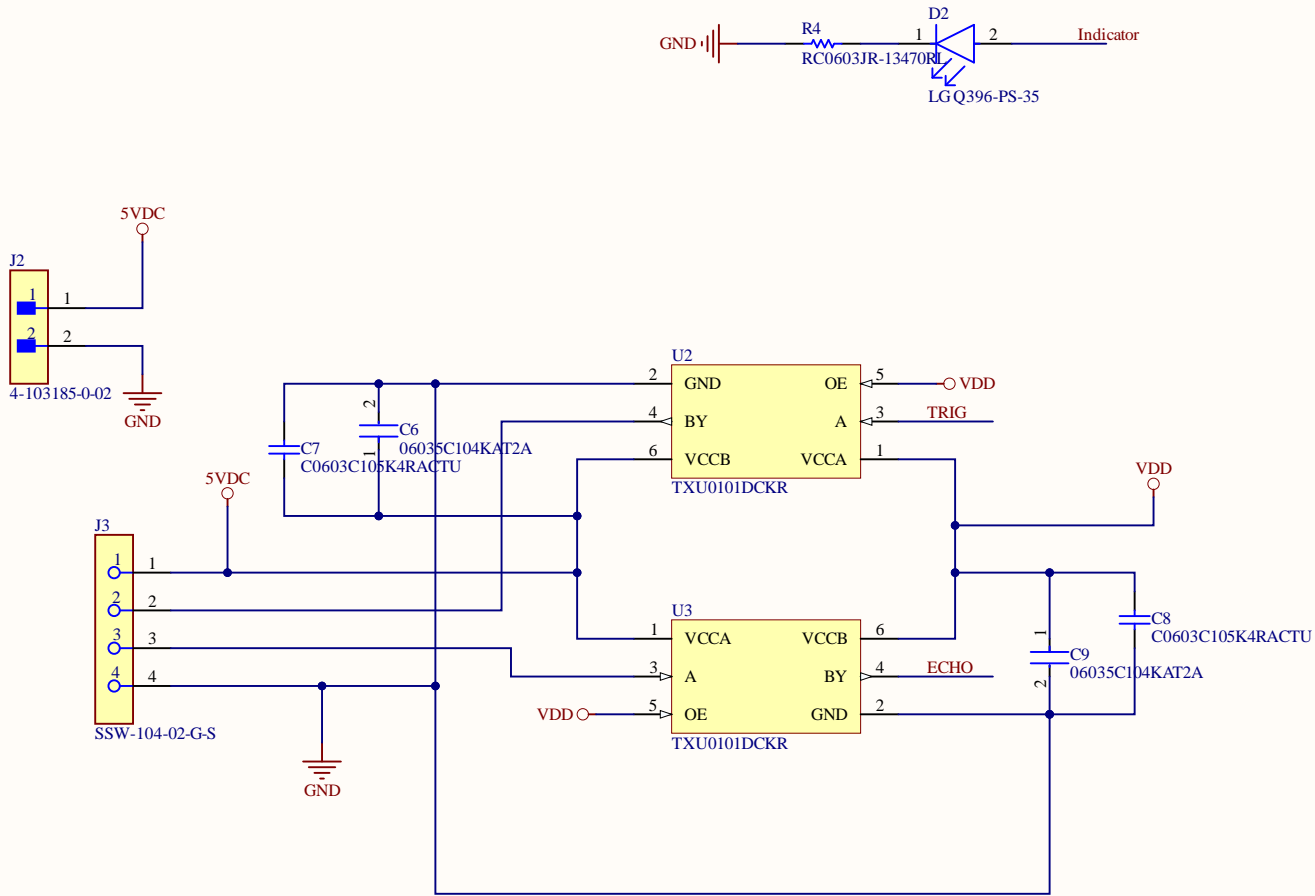 D2
R4
1
2
Indicator
GND
RC0603JR-13470RL
LG Q396-PS-35
5VDC
J2
1
1
2
2
4-103185-0-02
GND
U2
2
GND
OE
5
VDD
4
BY
A
3
TRIG
6
VCCB
VCCA
1
TXU0101DCKR
2
C6
1
06035C104KAT2A
C7
C0603C105K4RACTU
5VDC
VDD
J3
1
1
2
2
3
3
4
4
SSW-104-02-G-S
GND
U3
1
VCCA
VCCB
6
3
A
BY
4
ECHO
VDD
5
OE
GND
2
TXU0101DCKR
1
C9
2
06035C104KAT2A
C8
C0603C105K4RACTU